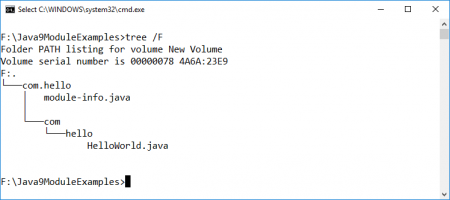 Select C:\WINDOWS\system32\cmd.exe
F:\Java9ModuleExamples>tree /F
Folder PATH listing for volume New Volume
Volume serial number is 00000078 4A6A:23E9
F:.
└───com.hello
    │   module-info.java
    │
    └───com
        └───hello
                HelloWorld.java
F:\Java9ModuleExamples>